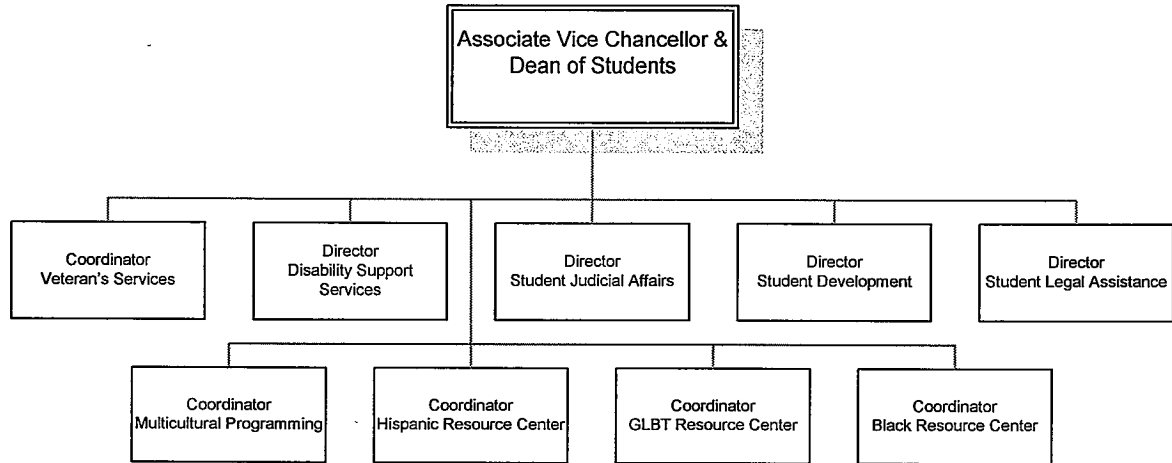 Associate Vice Chancellor &
Dean of Students
Coordinator
Veteran's Services
Director
Disability Support
Services
Director
Student Judicial Affairs
Director
Student Development
Director
Student Legal Assistance
Coordinator
Multicultural Programming
Coordinator
Hispanic Resource Center
Coordinator
GLBT Resource Center
Coordinator
Black Resource Center